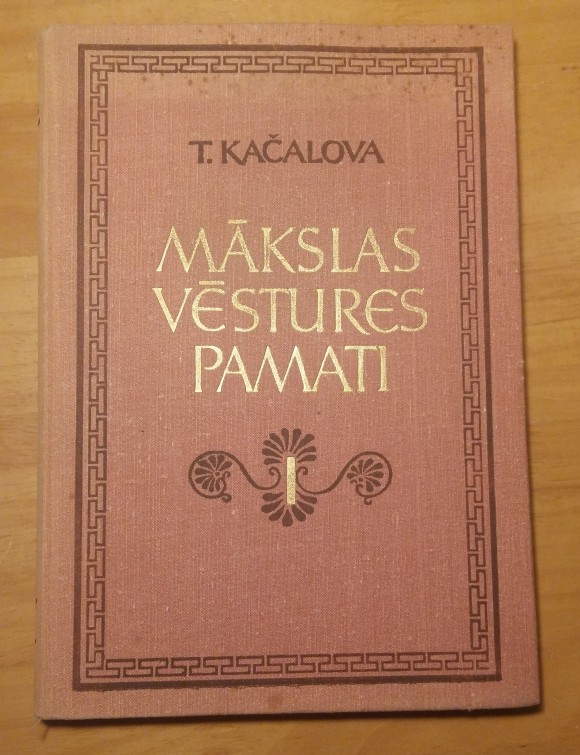 T. KAČALOVA
MĀKSLAS
VĒSTURES
PAMATI
I